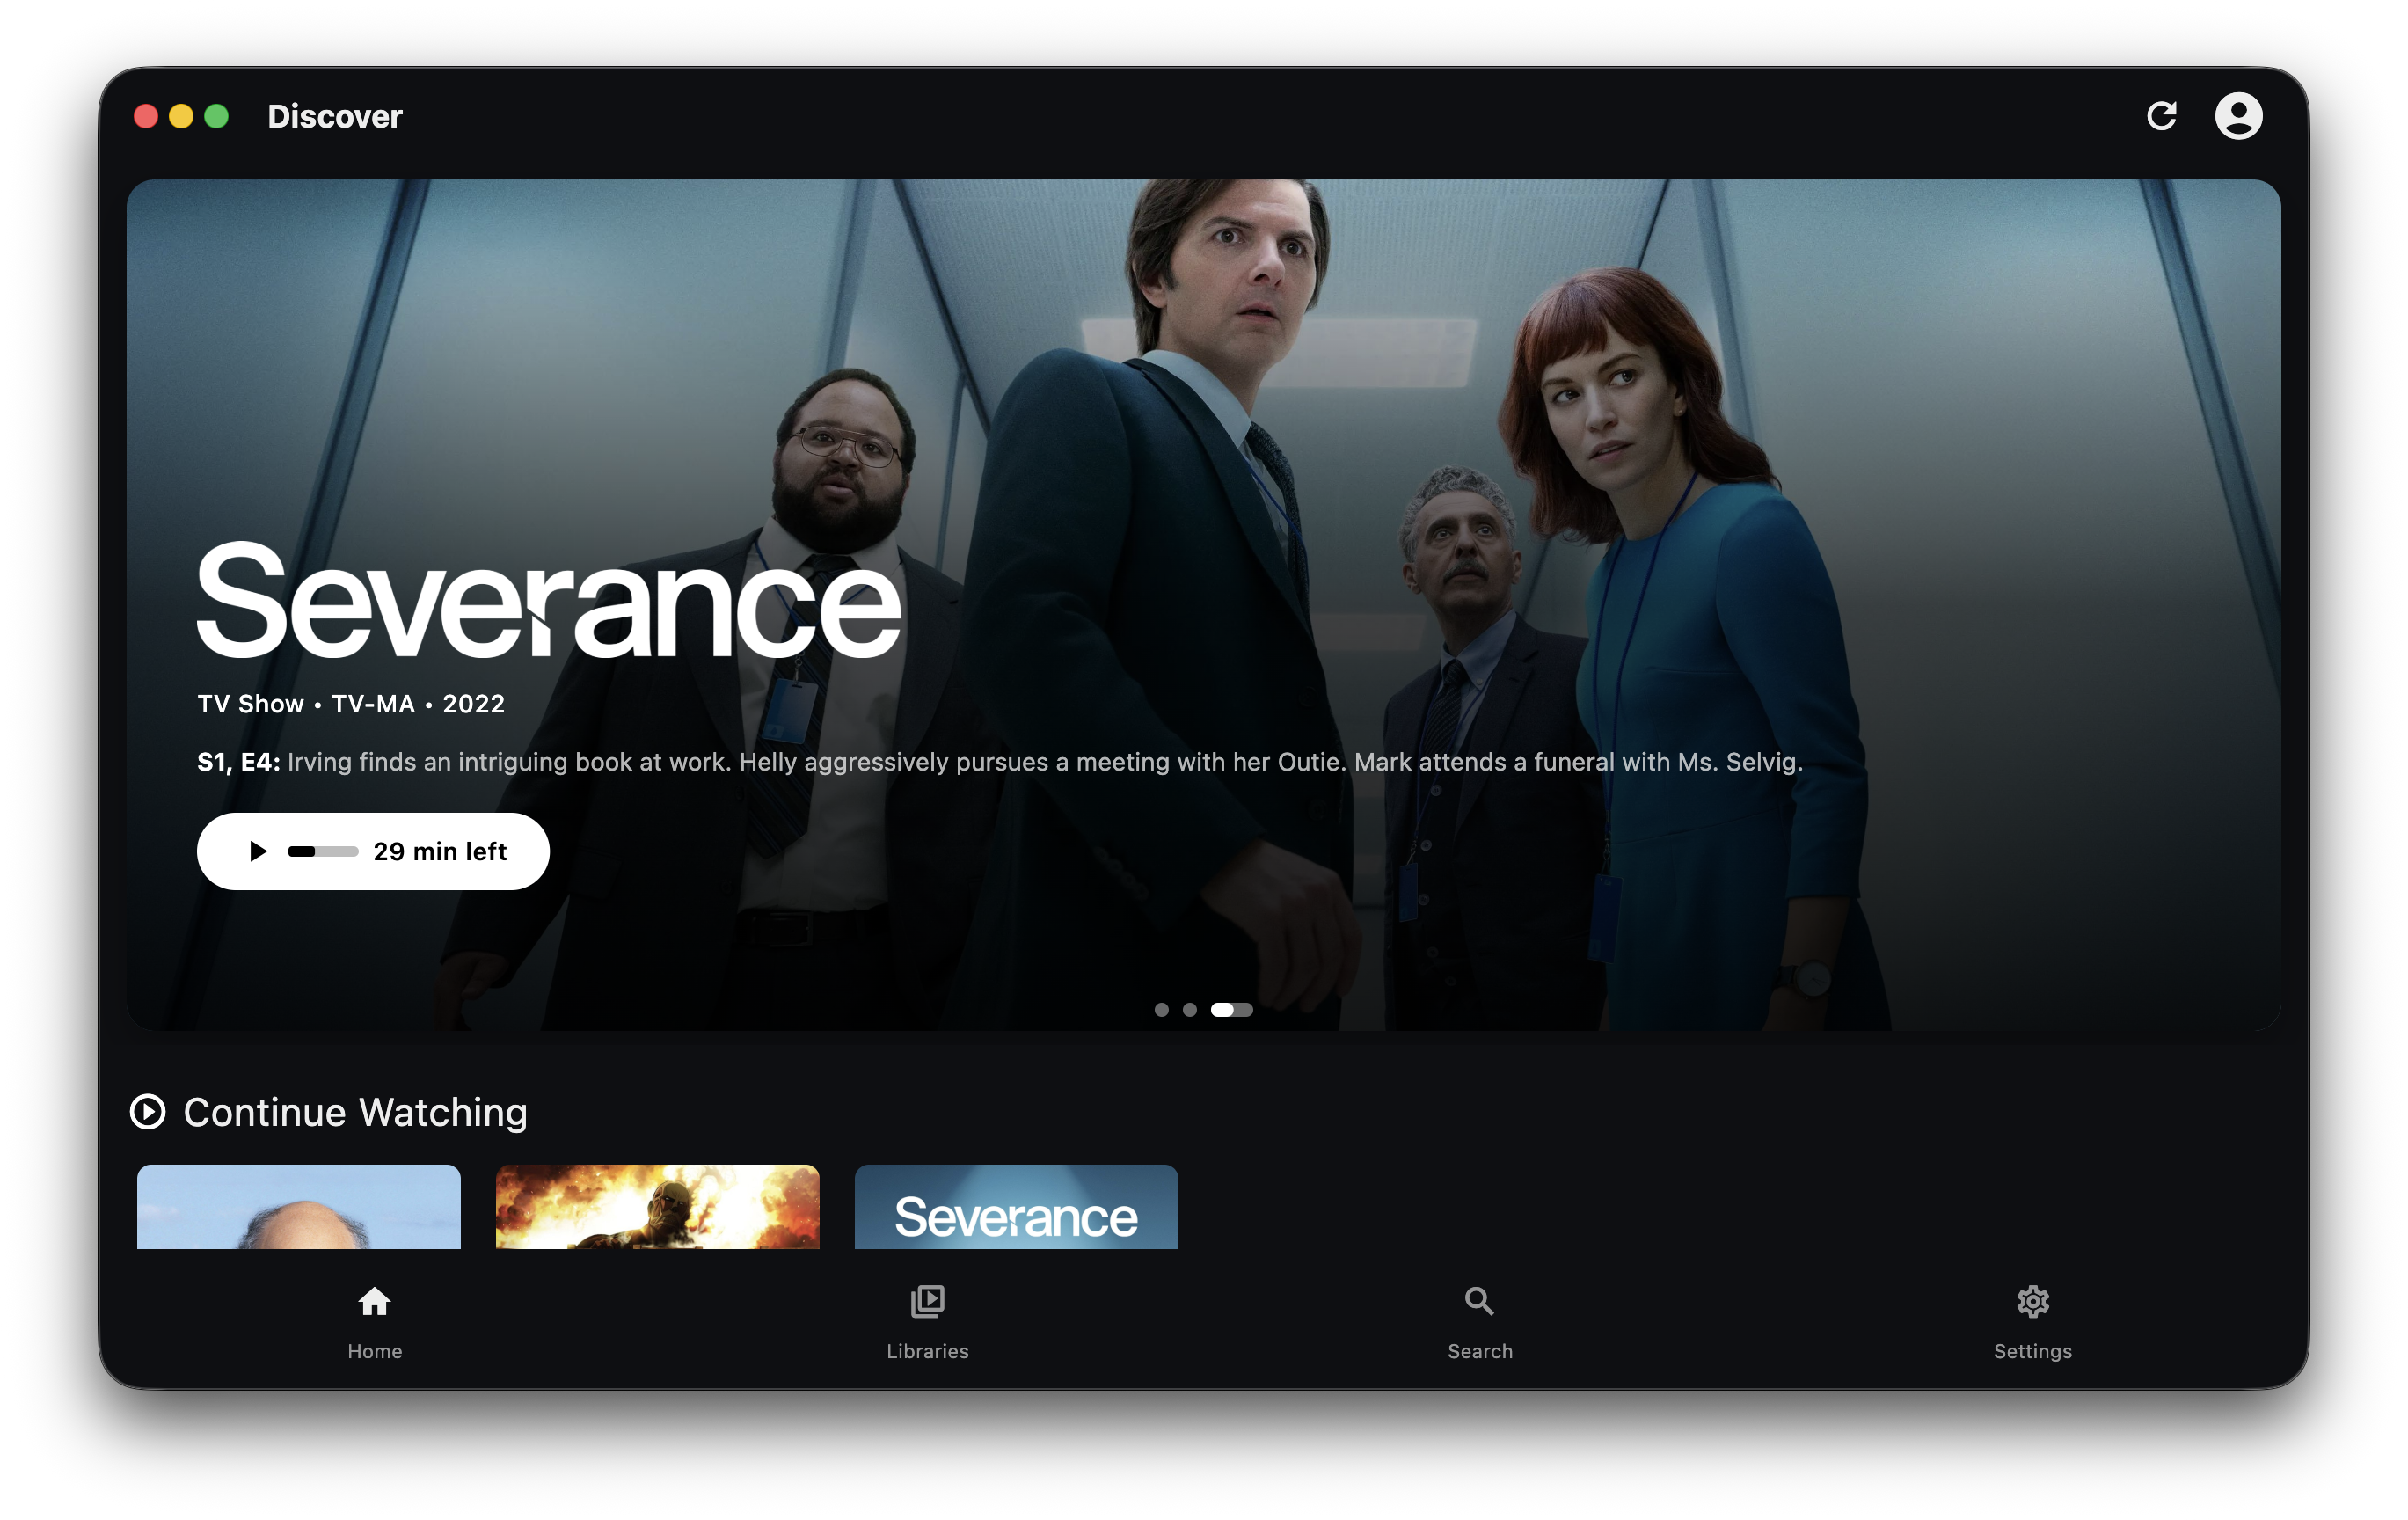 Discover
Severance
TV Show • TV-MA • 2022
S1, E4: Irving finds an intriguing book at work. Helly aggressively pursues a meeting with her Outie. Mark attends a funeral with Ms. Selvig.
29 min left
Continue Watching
Severance
Home
Libraries
Search
Settings